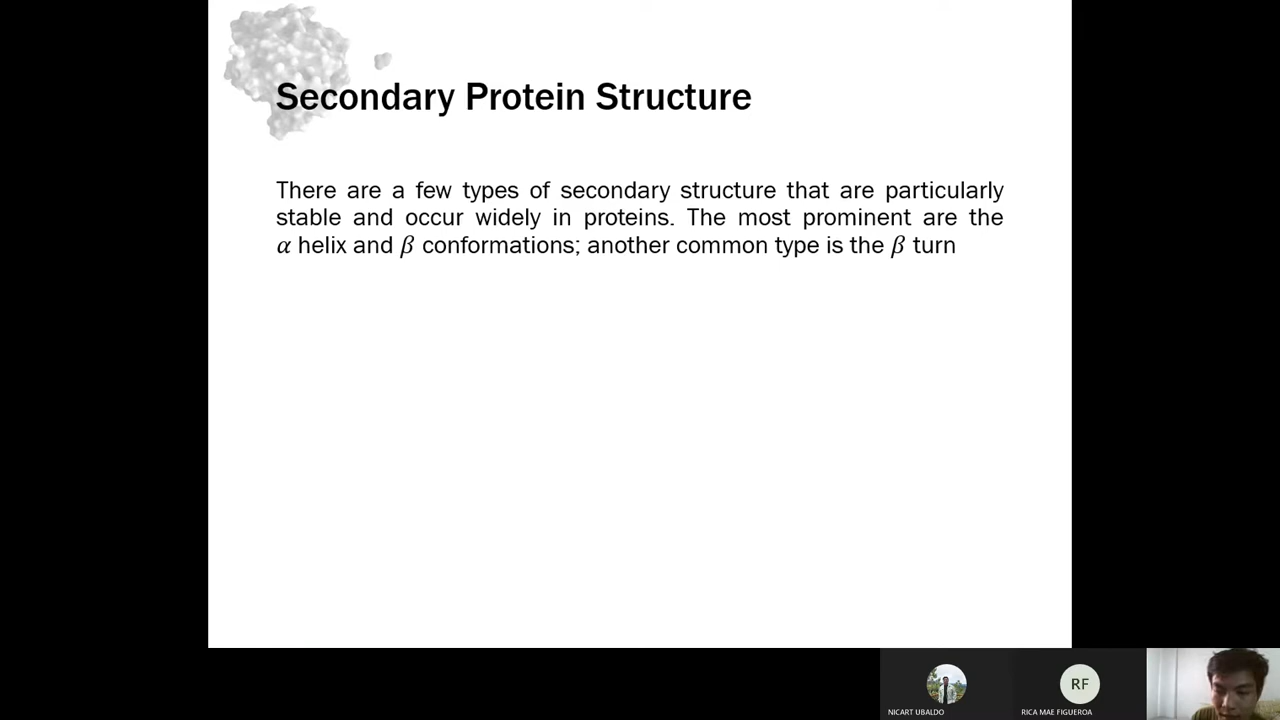 Secondary Protein Structure
There are a few types of secondary structure that are particularly
stable and occur widely in proteins. The most prominent are the
α helix and β conformations; another common type is the β turn
RF
NICART UBALDO
RICA MAE FIGUEROA